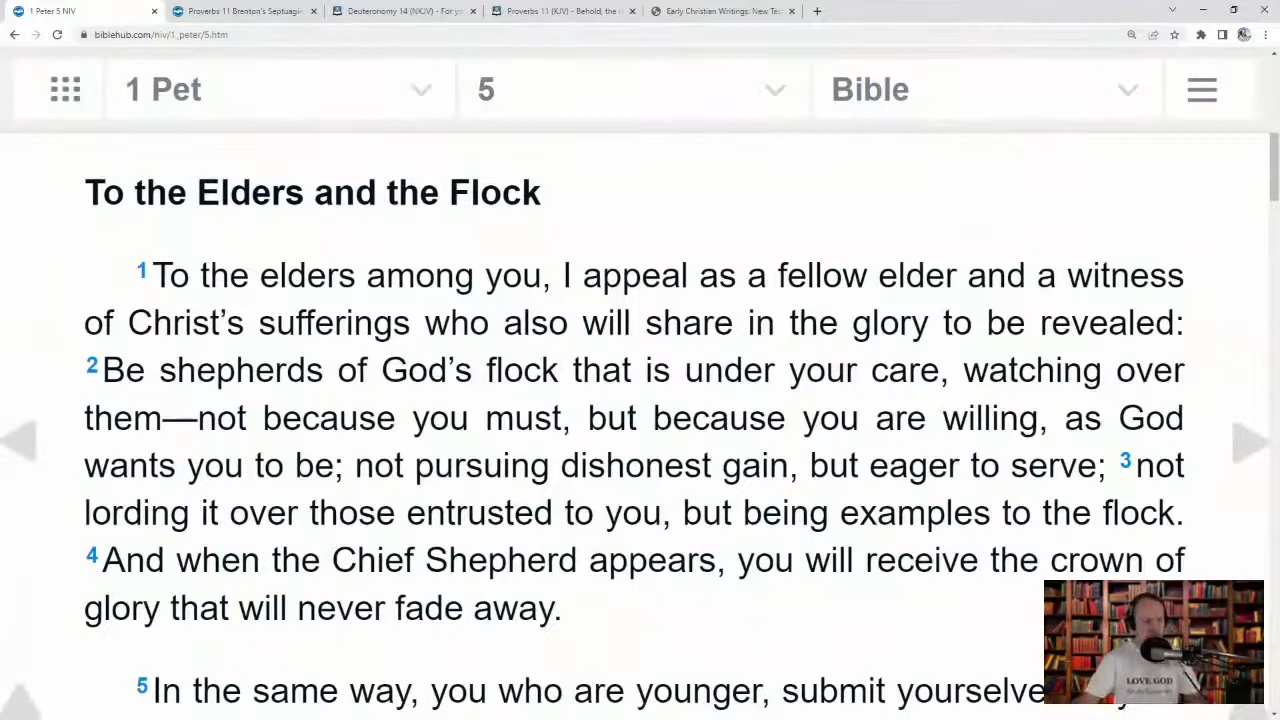 1 Peter 5 NIV
Proverbs 11 Brenton's Septuagin
Deuteronomy 14 (NKJV) - For yo
Proverbs 11 (KJV) - Behold, the r
Early Christian Writings: New Tes
biblehub.com/niv/1_peter/5.htm
1 Pet
5
Bible
To the Elders and the Flock
1 To the elders among you, I appeal as a fellow elder and a witness
of Christ’s sufferings who also will share in the glory to be revealed:
2 Be shepherds of God’s flock that is under your care, watching over
them—not because you must, but because you are willing, as God
wants you to be; not pursuing dishonest gain, but eager to serve; 3 not
lording it over those entrusted to you, but being examples to the flock.
4 And when the Chief Shepherd appears, you will receive the crown of
glory that will never fade away.
5 In the same way, you who are younger, submit yourselve
LOVE GOD